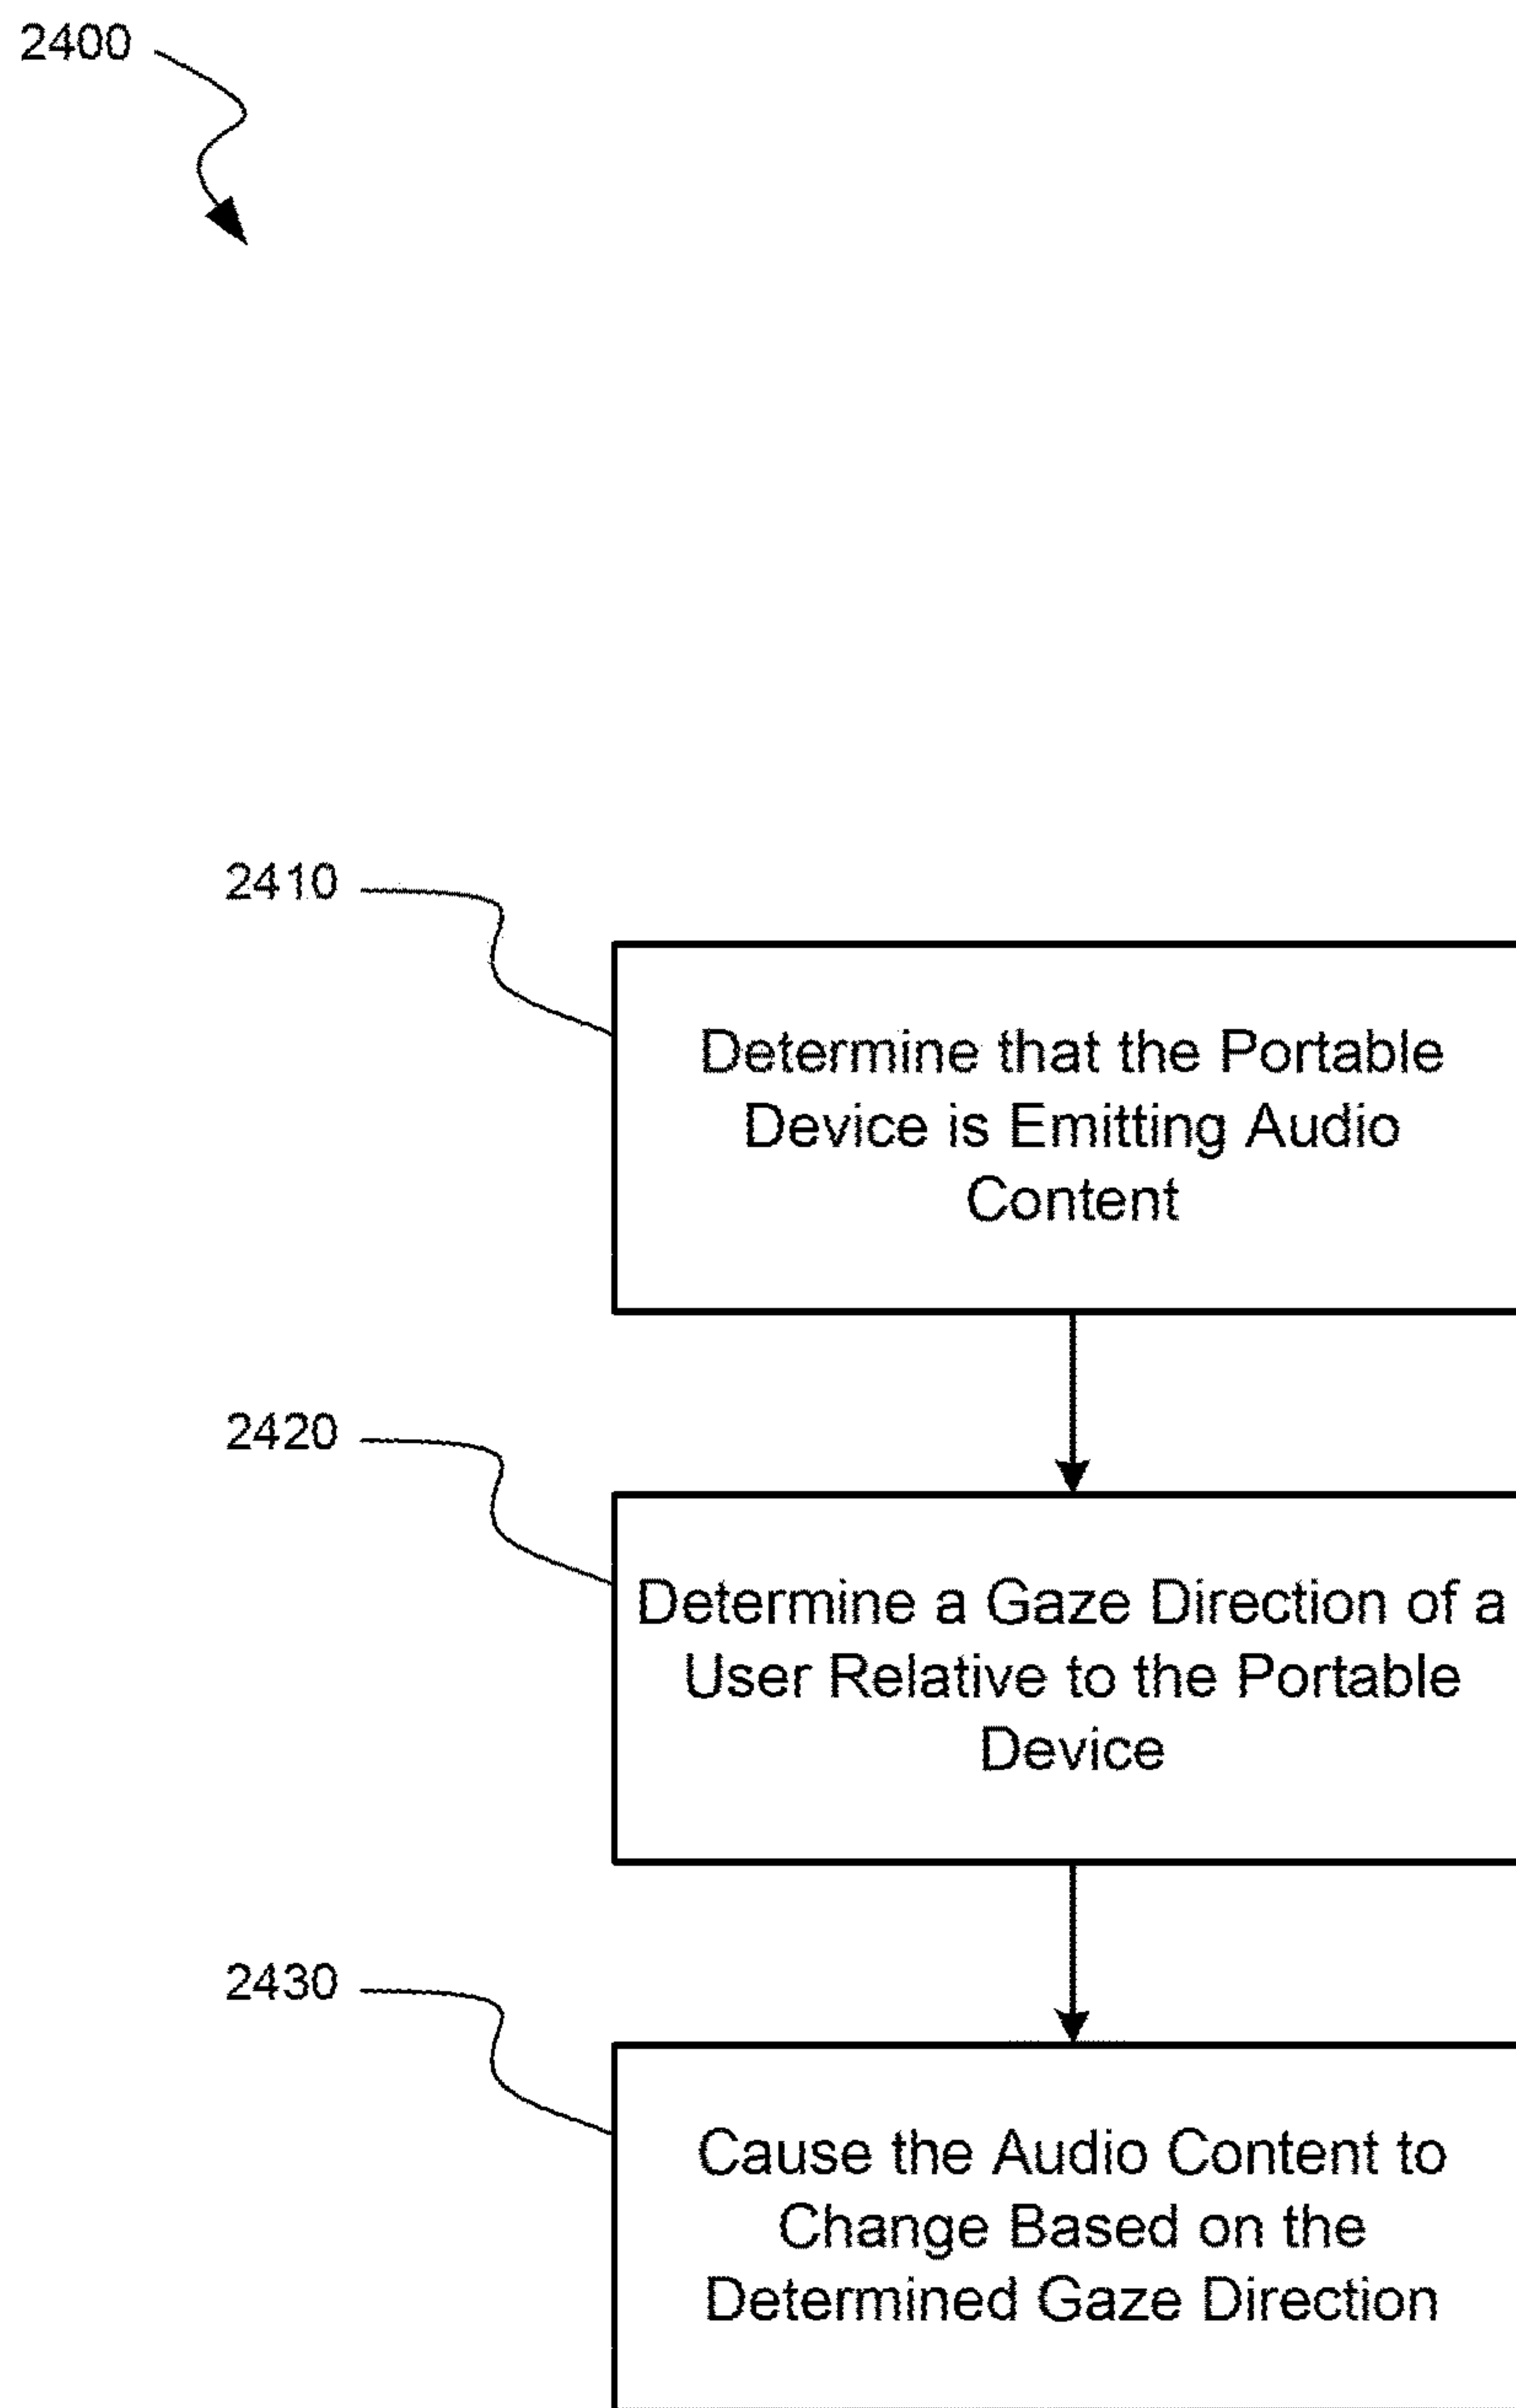 2400
2410
Determine that the Portable
Device is Emitting Audio
Content
2420
Determine a Gaze Direction of a
User Relative to the Portable
Device
2430
Cause the Audio Content to
Change Based on the
Determined Gaze Direction